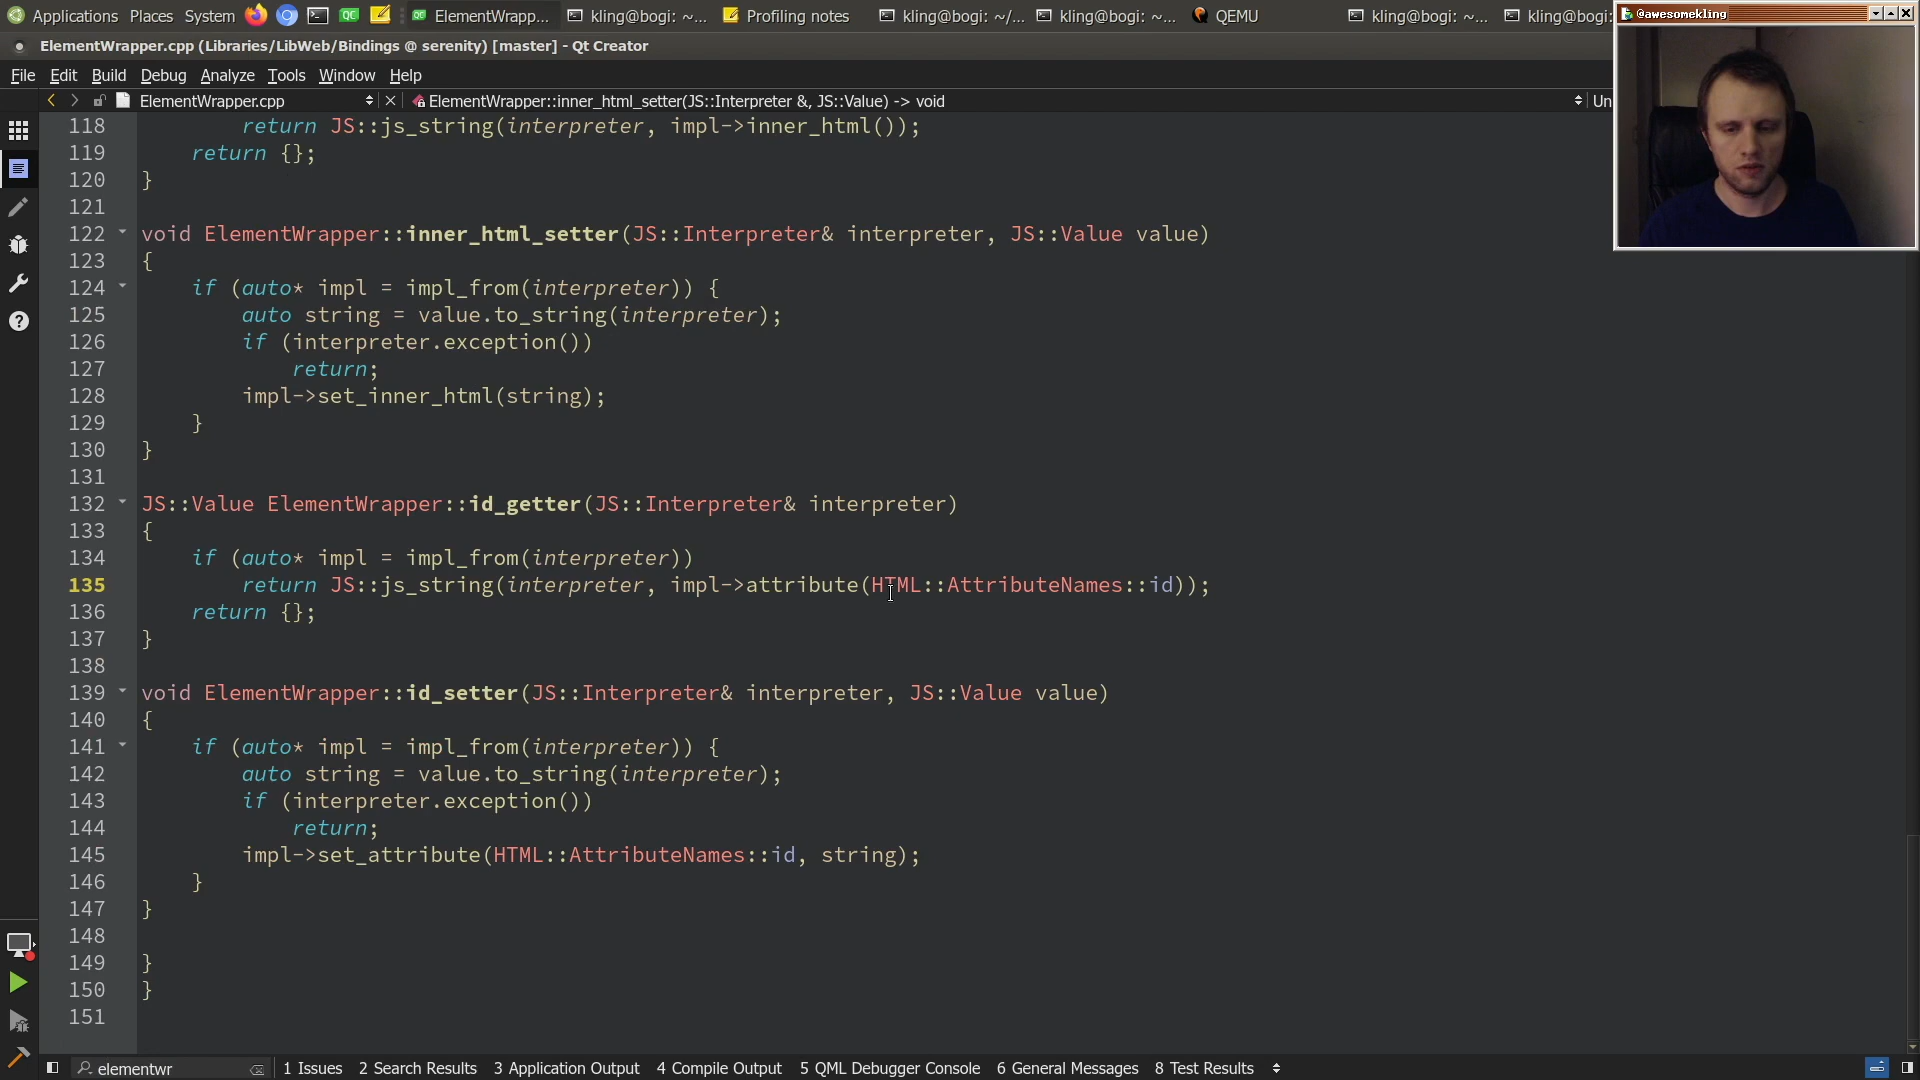 Applications Places System ElementWrapp... kling@bogi: ~... Profiling notes kling@bogi: ~/... kling@bogi: ~... QEMU kling@bogi: ~... kling@bogi:
@awesomekling
ElementWrapper.cpp (Libraries/LibWeb/Bindings @ serenity) [master] - Qt Creator
File Edit Build Debug Analyze Tools Window Help
ElementWrapper.cpp ElementWrapper::inner_html_setter(JS::Interpreter &, JS::Value) -> void Un
118 return JS::js_string(interpreter, impl->inner_html());
119 return {};
120 }
121
122 void ElementWrapper::inner_html_setter(JS::Interpreter& interpreter, JS::Value value)
123 {
124 if (auto* impl = impl_from(interpreter)) {
125 auto string = value.to_string(interpreter);
126 if (interpreter.exception())
127 return;
128 impl->set_inner_html(string);
129 }
130 }
131
132 JS::Value ElementWrapper::id_getter(JS::Interpreter& interpreter)
133 {
134 if (auto* impl = impl_from(interpreter))
135 return JS::js_string(interpreter, impl->attribute(HTML::AttributeNames::id));
136 return {};
137 }
138
139 void ElementWrapper::id_setter(JS::Interpreter& interpreter, JS::Value value)
140 {
141 if (auto* impl = impl_from(interpreter)) {
142 auto string = value.to_string(interpreter);
143 if (interpreter.exception())
144 return;
145 impl->set_attribute(HTML::AttributeNames::id, string);
146 }
147 }
148
149 }
150 }
151
elementwr 1 Issues 2 Search Results 3 Application Output 4 Compile Output 5 QML Debugger Console 6 General Messages 8 Test Results